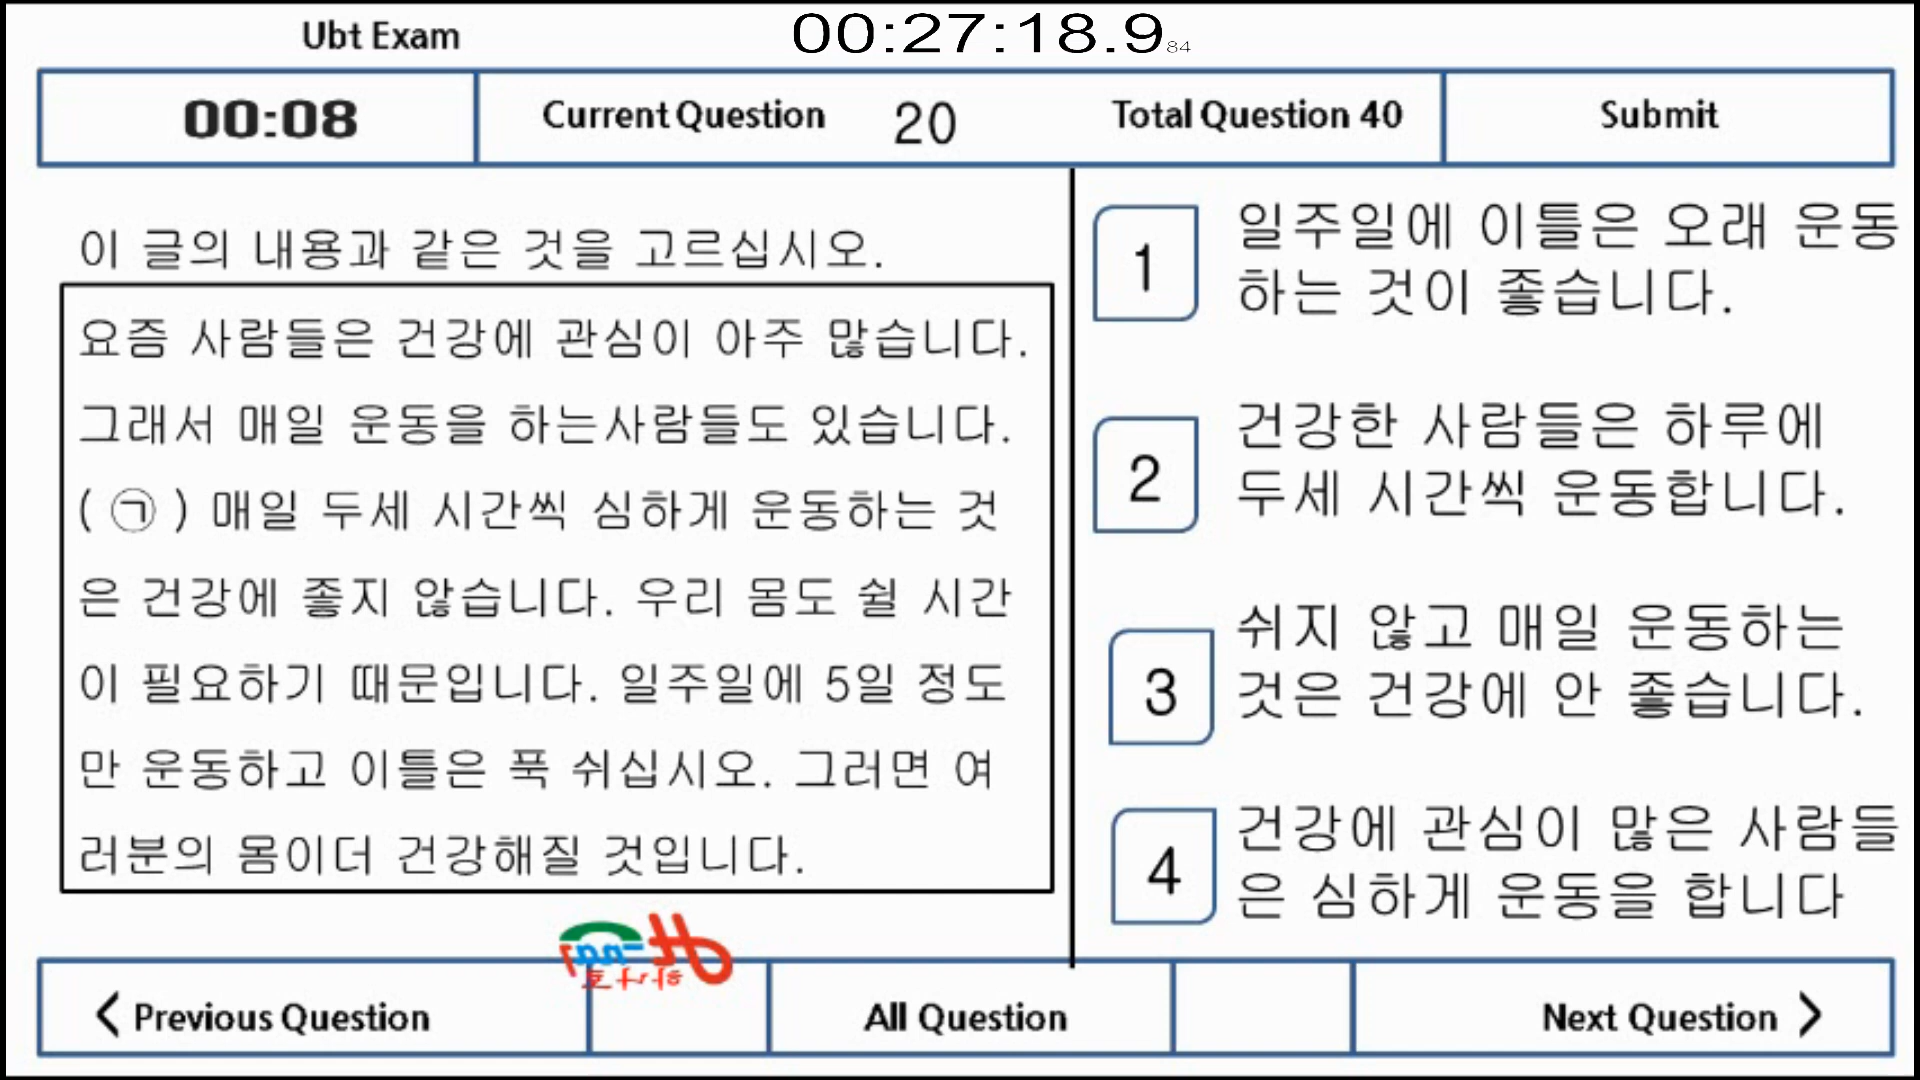 Ubt Exam
00:27:18.984
00:08
Current Question 20
Total Question 40
Submit
이 글의 내용과 같은 것을 고르십시오.
요즘 사람들은 건강에 관심이 아주 많습니다.
그래서 매일 운동을 하는사람들도 있습니다.
( ㉠ ) 매일 두세 시간씩 심하게 운동하는 것
은 건강에 좋지 않습니다. 우리 몸도 쉴 시간
이 필요하기 때문입니다. 일주일에 5일 정도
만 운동하고 이틀은 푹 쉬십시오. 그러면 여
러분의 몸이더 건강해질 것입니다.
1
일주일에 이틀은 오래 운동
하는 것이 좋습니다.
2
건강한 사람들은 하루에
두세 시간씩 운동합니다.
3
쉬지 않고 매일 운동하는
것은 건강에 안 좋습니다.
4
건강에 관심이 많은 사람들
은 심하게 운동을 합니다
< Previous Question
All Question
Next Question >